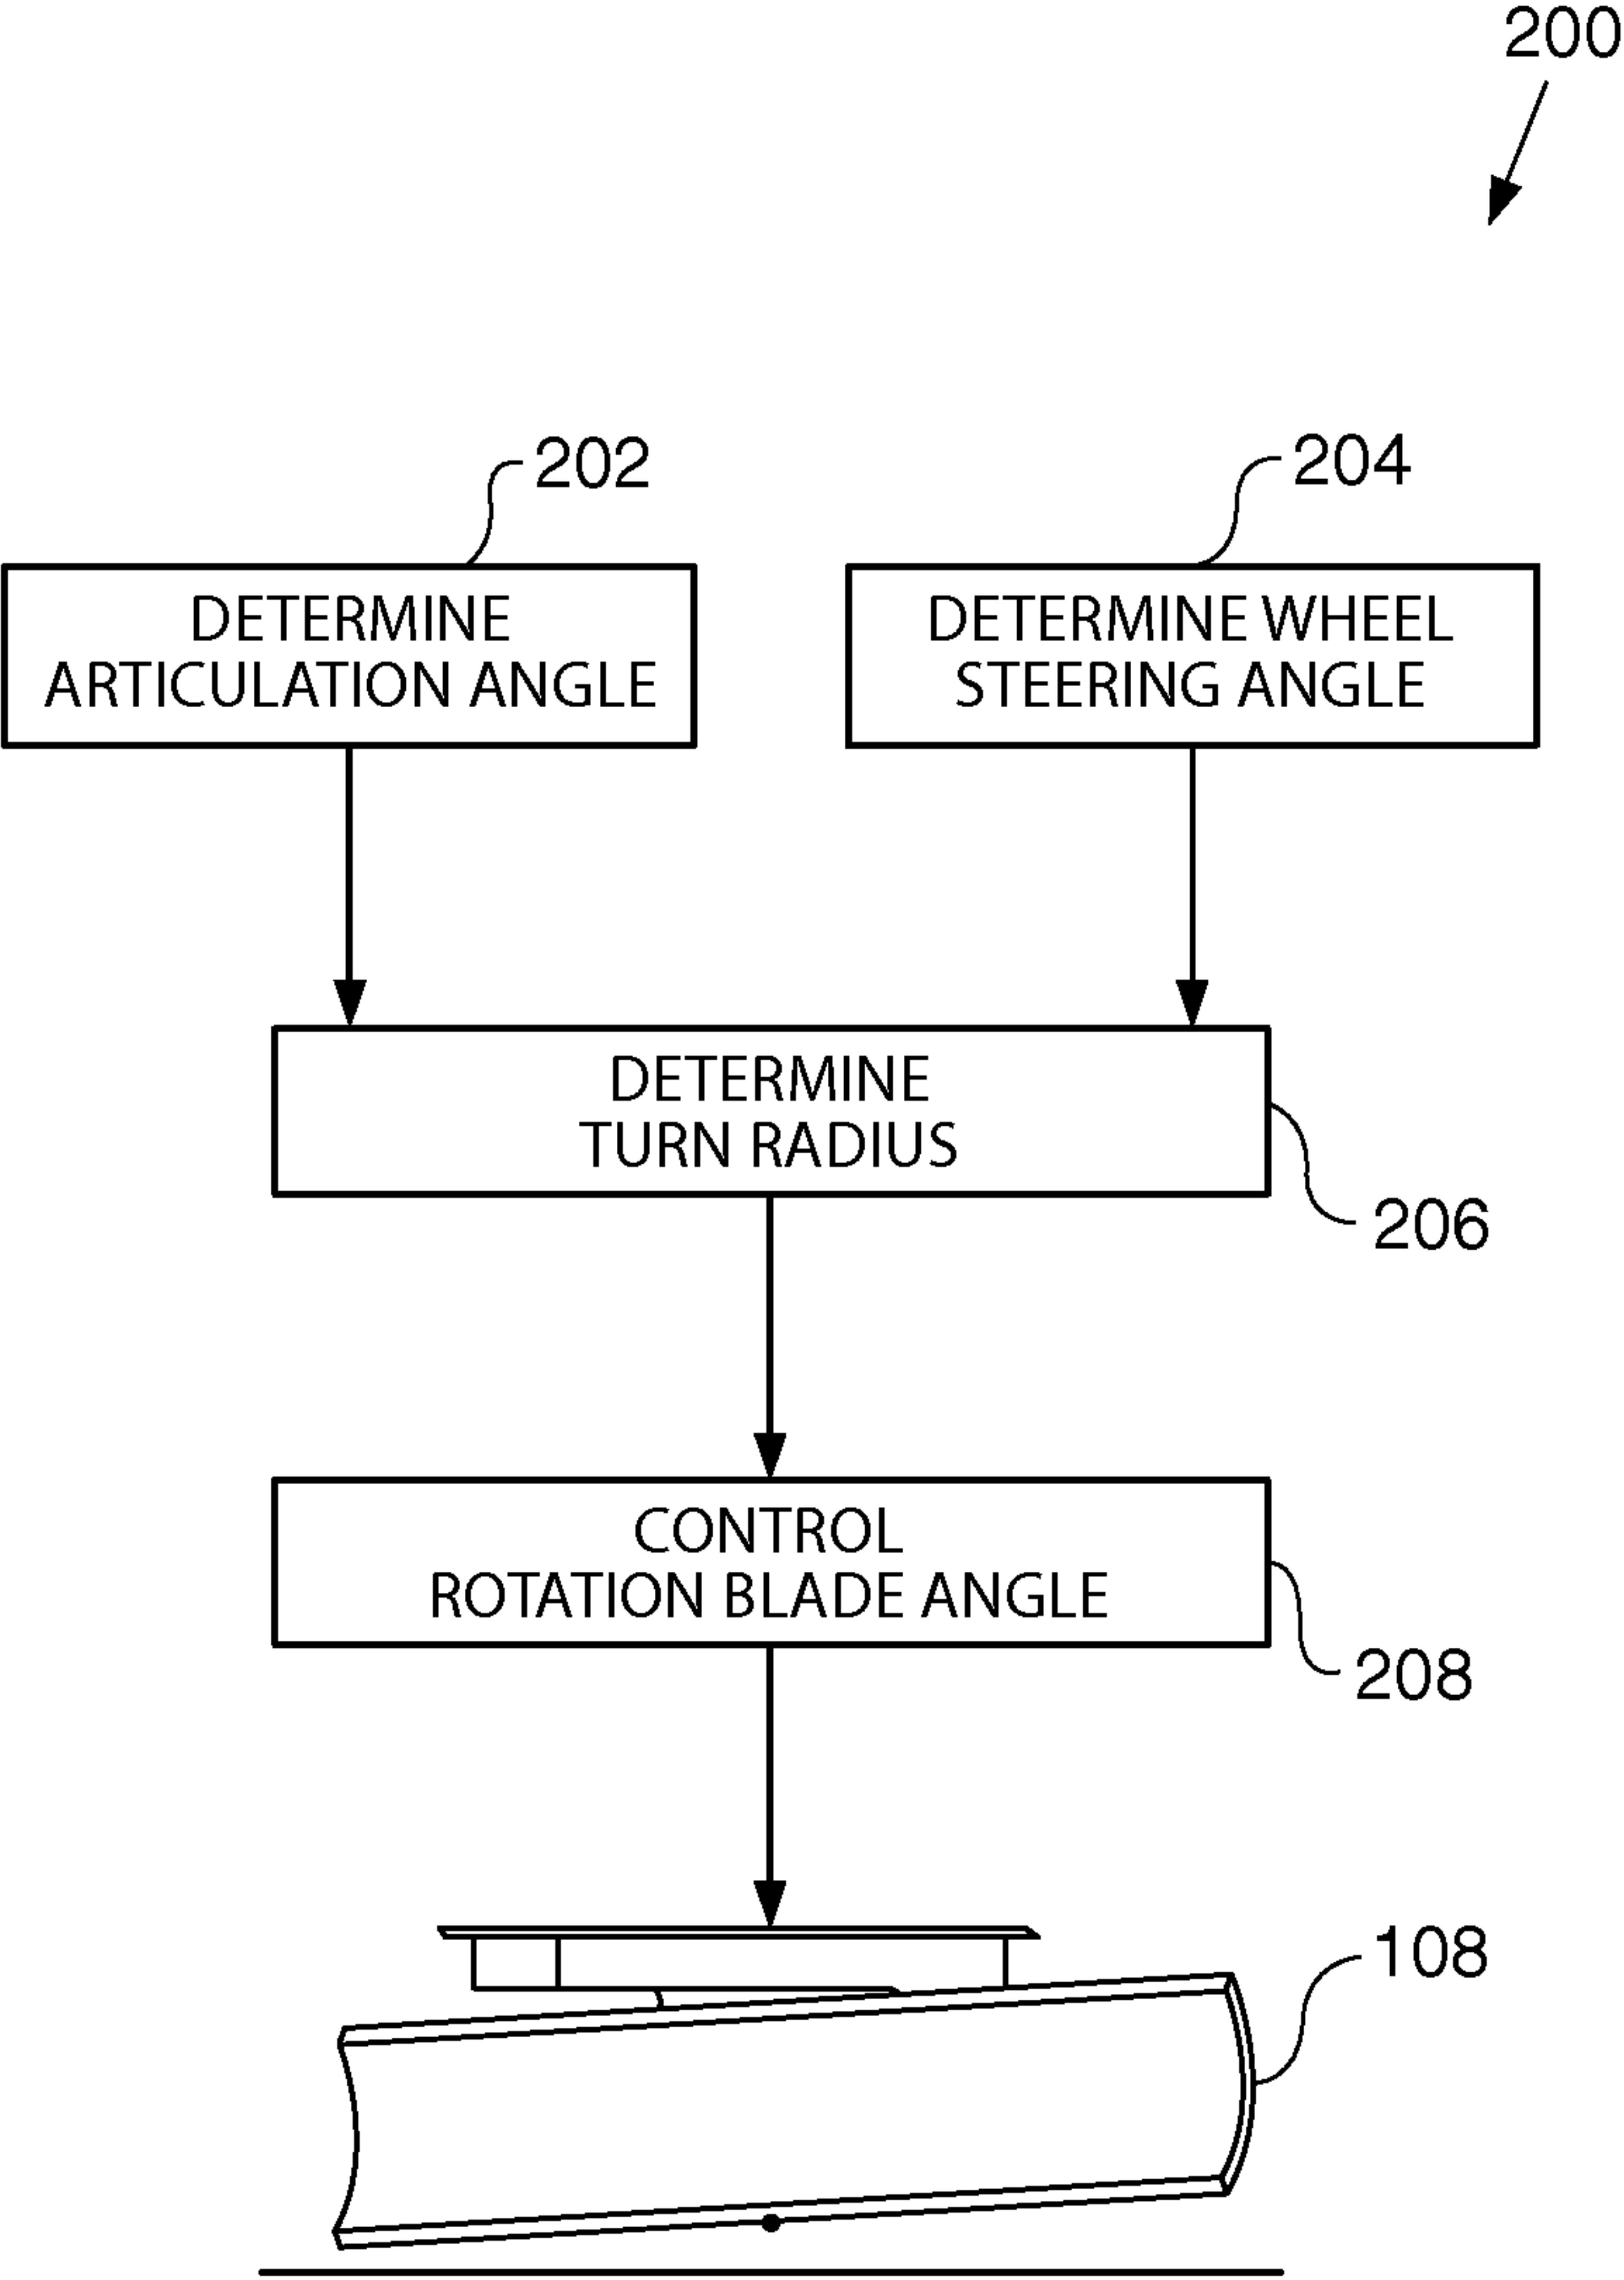 200
202
204
DETERMINE
ARTICULATION ANGLE
DETERMINE WHEEL
STEERING ANGLE
DETERMINE
TURN RADIUS
206
CONTROL
ROTATION BLADE ANGLE
208
108